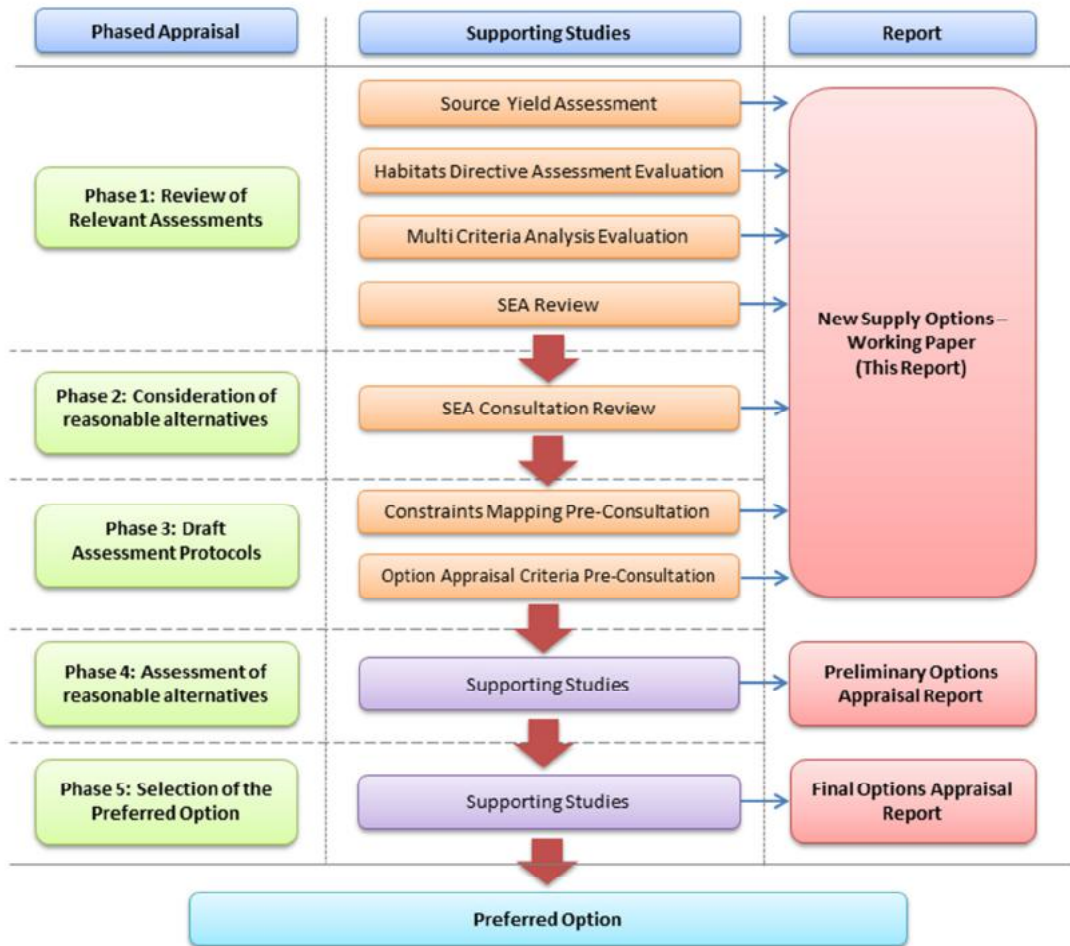 Phased Appraisal
Supporting Studies
Report
Phase 1: Review of
Relevant Assessments
Source Yield Assessment
Habitats Directive Assessment Evaluation
Multi Criteria Analysis Evaluation
SEA Review
New Supply Options –
Working Paper
(This Report)
Phase 2: Consideration of
reasonable alternatives
SEA Consultation Review
Phase 3: Draft
Assessment Protocols
Constraints Mapping Pre-Consultation
Option Appraisal Criteria Pre-Consultation
Phase 4: Assessment of
reasonable alternatives
Supporting Studies
Preliminary Options
Appraisal Report
Phase 5: Selection of the
Preferred Option
Supporting Studies
Final Options Appraisal
Report
Preferred Option